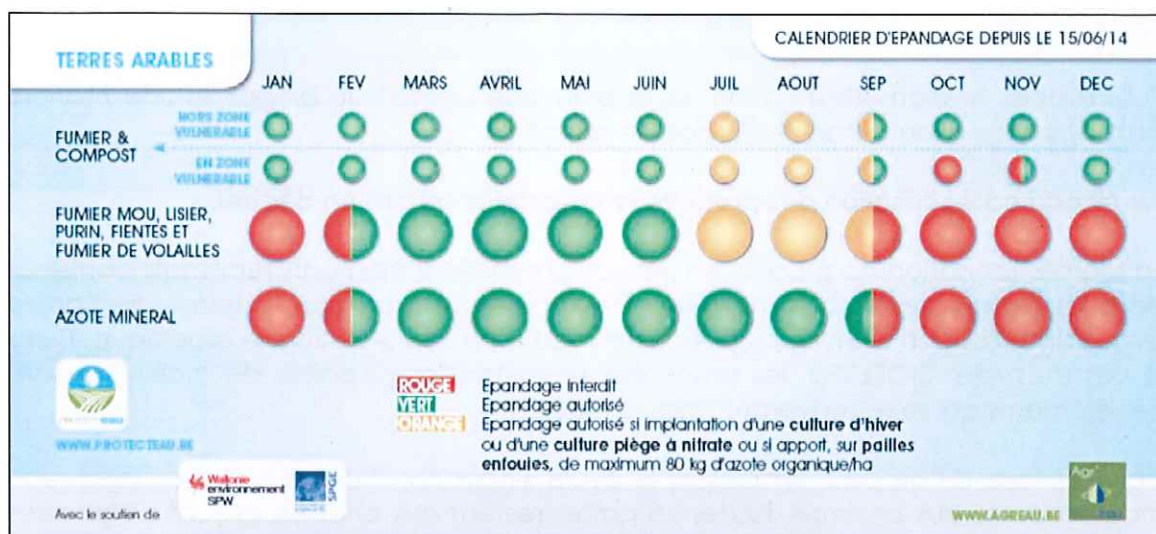 TERRES ARABLES
CALENDRIER D'EPANDAGE DEPUIS LE 15/06/14
JAN FEV MARS AVRIL MAI JUIN JUIL AOUT SEP OCT NOV DEC
FUMIER & COMPOST
HORS ZONE VULNERABLE
EN ZONE VULNERABLE
FUMIER MOU, LISIER,
PURIN, FIENTES ET
FUMIER DE VOLAILLES
AZOTE MINERAL
ROUGE Epandage interdit
VERT Epandage autorisé
ORANGE Epandage autorisé si implantation d'une culture d'hiver
ou d'une culture piège à nitrate ou si apport, sur pailles
enfouies, de maximum 80 kg d'azote organique/ha
PROTECT'EAU
WWW.PROTECTEAU.BE
Avec le soutien de
Wallonie
environnement
SPW
SPGE
Agr'
WWW.AGREAU.BE